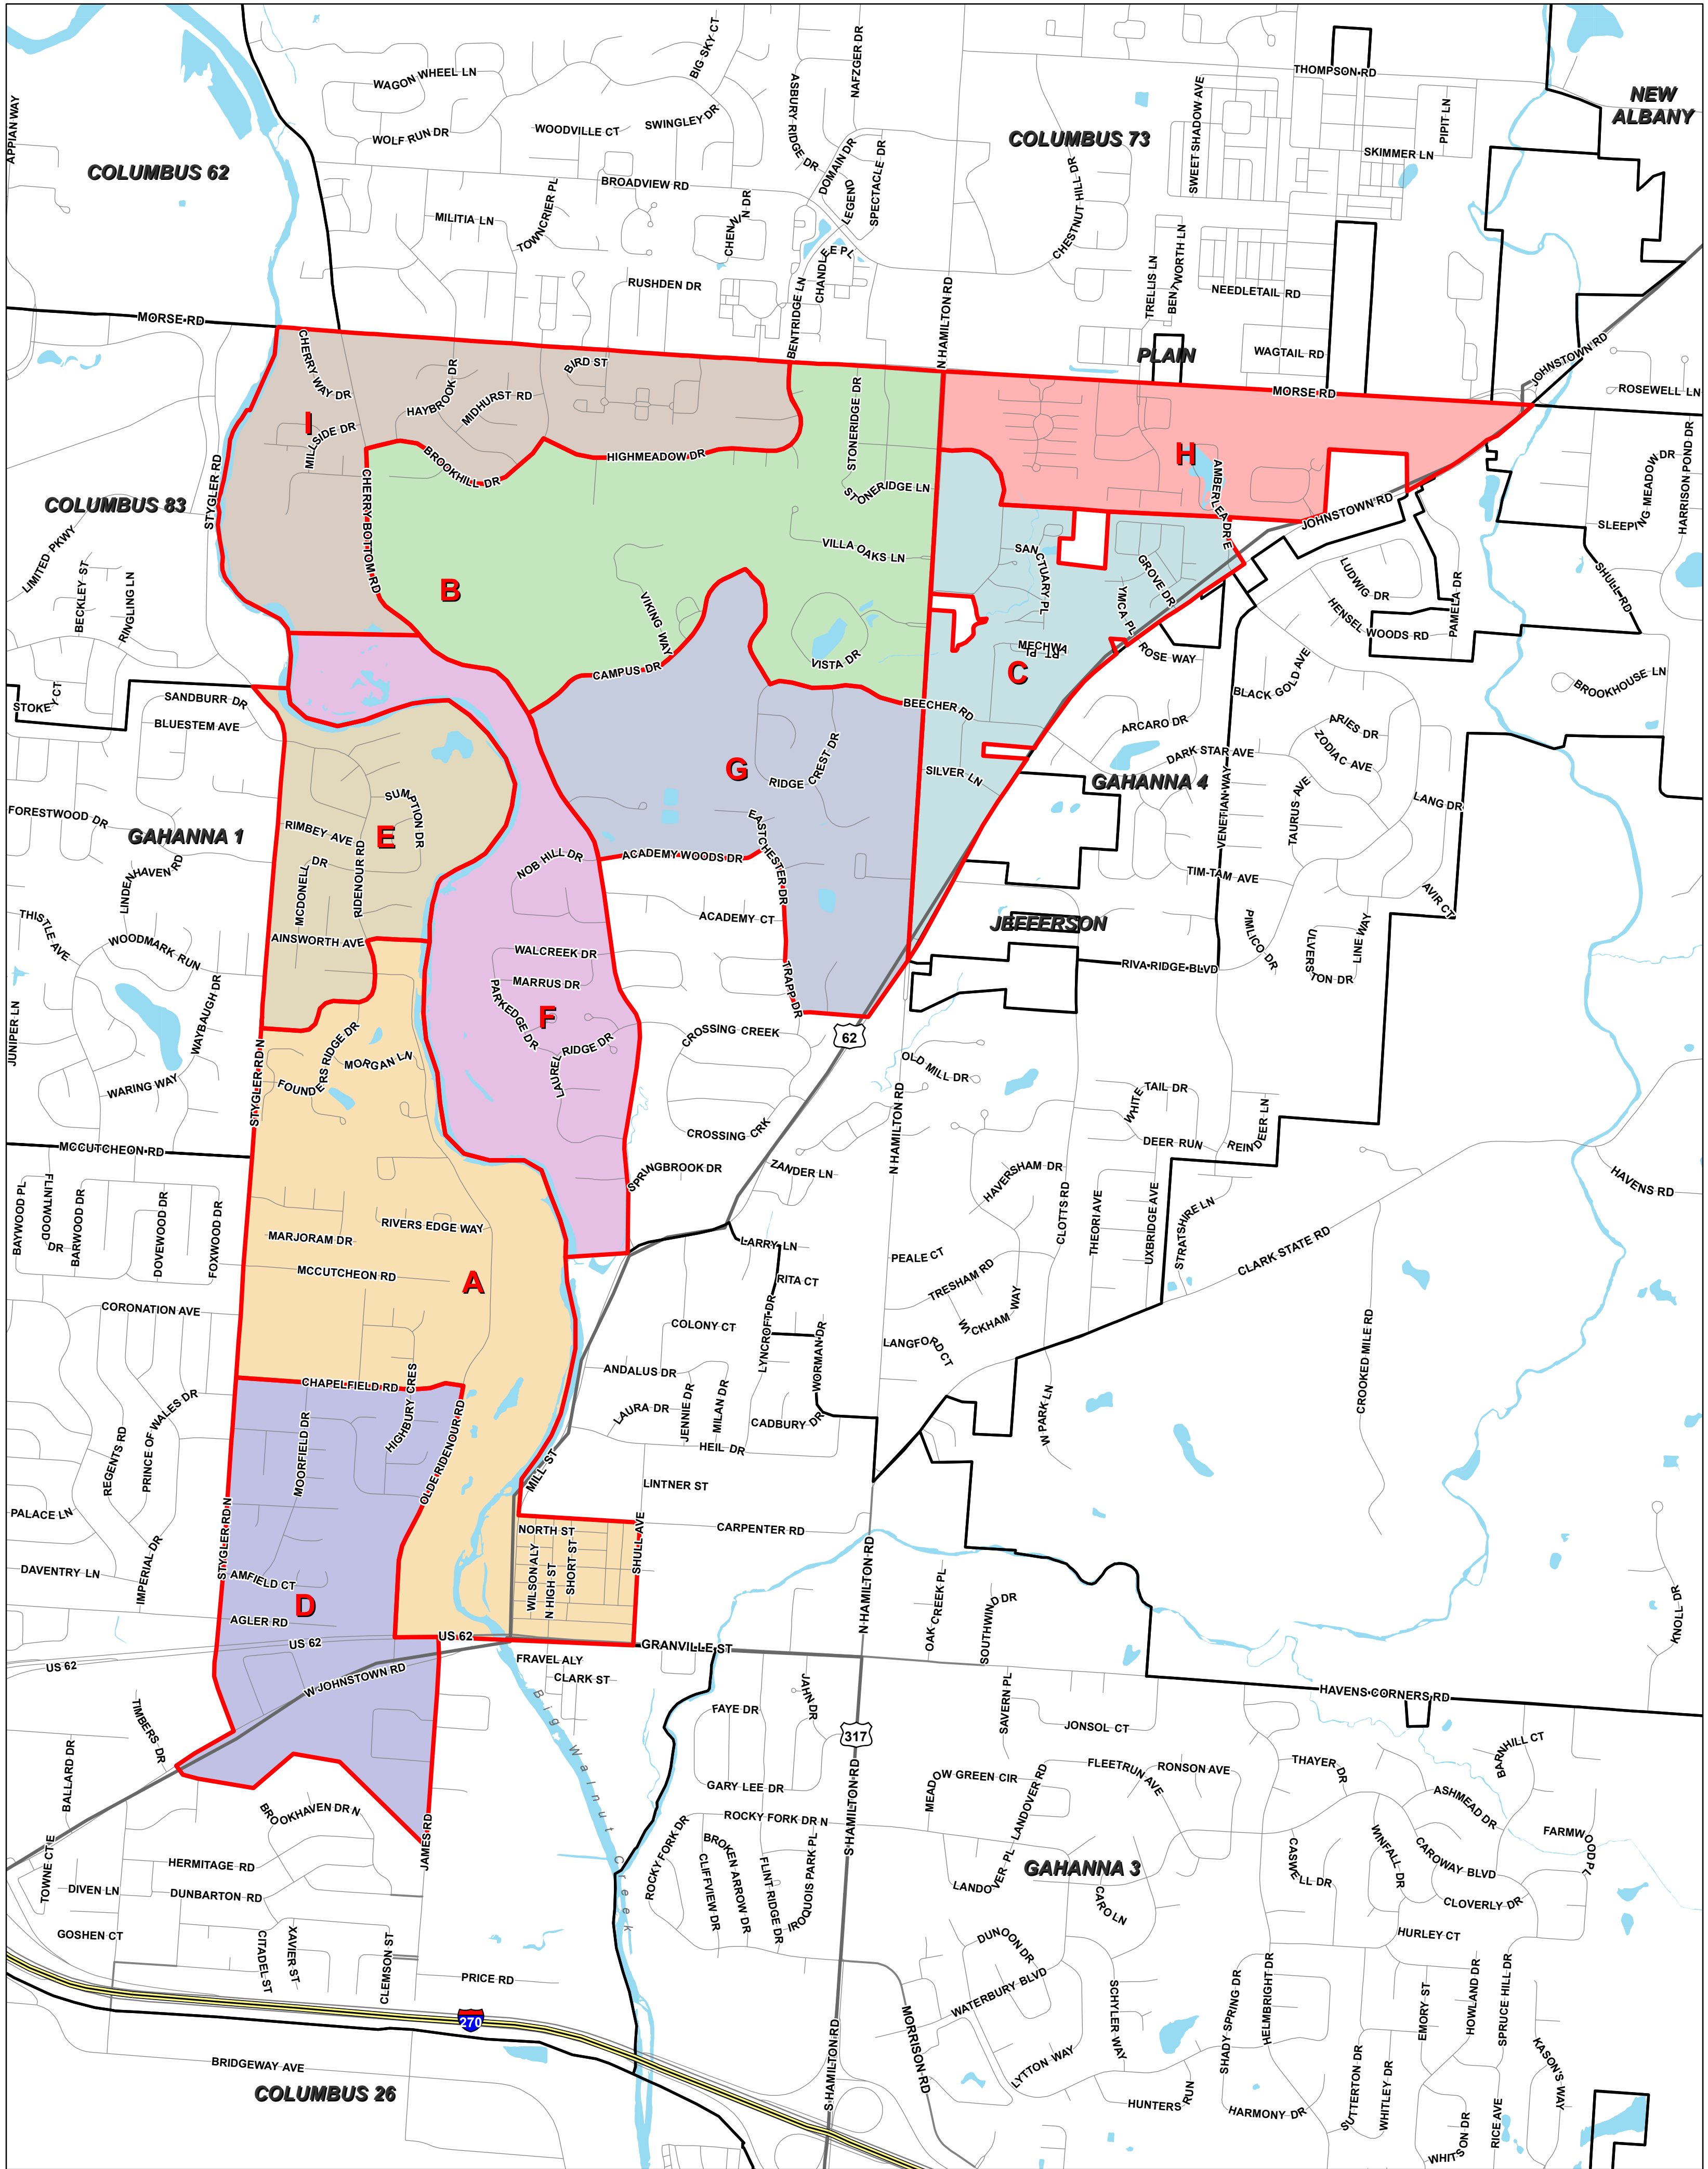 THOMPSON RD
NEW
ALBANY
COLUMBUS 73
COLUMBUS 62
APPIAN WAY
WAGON WHEEL LN
BIG SKY CT
NAFZGER DR
ASBURY RIDGE DR
WOLF RUN DR
WOODVILLE CT
SWINGLEY DR
DOMAIN DR
LEGEND
SPECTACLE DR
SWEET SHADOW AVE
PIPIT LN
SKIMMER LN
BROADVIEW RD
MILITIA LN
TOWNCRIER PL
CHESTNUT HILL DR
RUSHDEN DR
BENTRIDGE LN
N HAMILTON RD
TRELLIS LN
NEEDLETAIL RD
MORSE RD
PLAIN
WAGTAIL RD
MORSE RD
JOHNSTOWN RD
ROSEWELL LN
CHERRY WAY DR
HAYBROOK DR
MIDHURST RD
BIRD ST
STONERIDGE DR
I
MILLSIDE DR
H
BROOKHILL DR
HIGHMEADOW DR
STONERIDGE LN
AMBERLEA DR E
HARRISON POND DR
SLEEPING MEADOW DR
COLUMBUS 83
STYGLER RD
CHERRY BOTTOM RD
JOHNSTOWN RD
LIMITED PKWY
BECKLEY ST
RINGLING LN
VILLA OAKS LN
SANCTUARY PL
GROVE DR
YMCA PL
LUDWIG DR
HENSEL WOODS RD
PAMELA DR
SHULL RD
B
VIKING WAY
VISTA DR
CAMPUS DR
C
ROSE WAY
BLACK GOLD AVE
BROOKHOUSE LN
STOKEY CT
SANDBURR DR
BLUESTEM AVE
BEECHER RD
ARCARO DR
ARIES DR
ZODIAC AVE
DARK STAR AVE
G
RIDGE CREST DR
SILVER LN
GAHANNA 4
VENETIAN WAY
TAURUS AVE
LANG DR
FORESTWOOD DR
GAHANNA 1
SUMPTION DR
RIMBEY AVE
E
EASTCHESTER DR
NOB HILL DR
ACADEMY WOODS DR
TIM-TAM AVE
AVIR CT
LINDENHAVEN RD
MCDONELL DR
RIDENOUR RD
THISTLE AVE
WOODMARK RUN
AINSWORTH AVE
ACADEMY CT
JEFFERSON
PIMLICO DR
ULVERSTON DR
LINE WAY
WALCREEK DR
MARRUS DR
TRAPP DR
RIVA RIDGE BLVD
JUNIPER LN
WAYBAUGH DR
PARKEDGE DR
F
LAUREL RIDGE DR
CROSSING CREEK
62
OLD MILL DR
FOUNDERS RIDGE DR
MORGAN LN
WARING WAY
STYGLER RD N
WHITE TAIL DR
CROSSING CRK
N HAMILTON RD
DEER RUN
REINDEER LN
MCCUTCHEON RD
SPRINGBROOK DR
ZANDER LN
HAVERSHAM DR
CLOTTS RD
THEORI AVE
UXBRIDGE AVE
STRATSHIRE LN
HAVENS RD
BAYWOOD PL
FLINTWOOD DR
BARWOOD DR
DOVEWOOD DR
FOXWOOD DR
MARJORAM DR
RIVERS EDGE WAY
LARRY LN
PEALE CT
CLARK STATE RD
MCCUTCHEON RD
A
RITA CT
TRESHAM RD
WICKHAM WAY
CORONATION AVE
COLONY CT
LYNCROFT DR
WORMAN DR
LANGFORD CT
CROOKED MILE RD
CHAPELFIELD RD
ANDALUS DR
PRINCE OF WALES DR
REGENTS RD
MOORFIELD DR
HIGHBURY CRES
OLDE RIDENOUR RD
LAURA DR
JENNIE DR
MILAN DR
CADBURY DR
HEIL DR
W PARK LN
MILL ST
LINTNER ST
PALACE LN
STYGLER RD N
IMPERIAL DR
NORTH ST
CARPENTER RD
DAVENTRY LN
AMFIELD CT
WILSON ALY
N HIGH ST
SHORT ST
SHULL AVE
N HAMILTON RD
OAK CREEK PL
SOUTHWIND DR
KNOLL DR
D
AGLER RD
US 62
US 62
US 62
GRANVILLE ST
W JOHNSTOWN RD
FRAVEL ALY
CLARK ST
HAVENS CORNERS RD
TIMBERS DR
Big Walnut Creek
FAYE DR
JAHN DR
317
SAVERN PL
JONSOL CT
BARNHILL CT
BALLARD DR
GARY LEE DR
MEADOW GREEN CIR
LANDOVER RD
FLEETRUN AVE
RONSON AVE
THAYER DR
ASHMEAD DR
BROOKHAVEN DR N
JAMES RD
ROCKY FORK DR N
S HAMILTON RD
FARMWOOD PL
TOWNE CT E
HERMITAGE RD
ROCKY FORK DR
CLIFFVIEW DR
BROKEN ARROW DR
FLINT RIDGE DR
IROQUOIS PARK PL
LANDOVER PL
GAHANNA 3
CASWELL DR
WINFALL DR
CAROWAY BLVD
CLOVERLY DR
DIVEN LN
DUNBARTON RD
CARO LN
GOSHEN CT
CITADEL ST
XAVIER ST
CLEMSON ST
DUNOON DR
HURLEY CT
PRICE RD
WATERBURY BLVD
SCHYLER WAY
SHADY SPRING DR
HELMBRIGHT DR
EMORY ST
HOWLAND DR
SPRUCE HILL DR
270
MORRISON RD
S HAMILTON RD
LYTTON WAY
KASONS WAY
BRIDGEWAY AVE
COLUMBUS 26
HUNTERS RUN
HARMONY DR
SUTTERTON DR
WHITLEY DR
WHITSON DR
RICE AVE